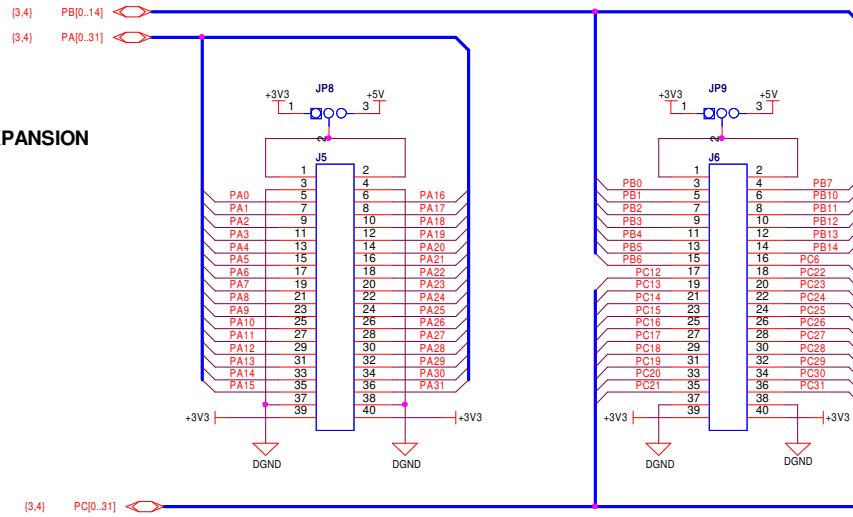 {3,4} PB[0..14]
{3,4} PA[0..31]
PANSION
JP8
+3V3 1 3 +5V
2
J5
1 2
3 4
PA0 5 6 PA16
PA1 7 8 PA17
PA2 9 10 PA18
PA3 11 12 PA19
PA4 13 14 PA20
PA5 15 16 PA21
PA6 17 18 PA22
PA7 19 20 PA23
PA8 21 22 PA24
PA9 23 24 PA25
PA10 25 26 PA26
PA11 27 28 PA27
PA12 29 30 PA28
PA13 31 32 PA29
PA14 33 34 PA30
PA15 35 36 PA31
37 38
+3V3 39 40 +3V3
DGND DGND
JP9
+3V3 1 3 +5V
2
J6
1 2
PB0 3 4 PB7
PB1 5 6 PB10
PB2 7 8 PB11
PB3 9 10 PB12
PB4 11 12 PB13
PB5 13 14 PB14
PB6 15 16 PC6
PC12 17 18 PC22
PC13 19 20 PC23
PC14 21 22 PC24
PC15 23 24 PC25
PC16 25 26 PC26
PC17 27 28 PC27
PC18 29 30 PC28
PC19 31 32 PC29
PC20 33 34 PC30
PC21 35 36 PC31
37 38
+3V3 39 40 +3V3
DGND DGND
{3,4} PC[0..31]